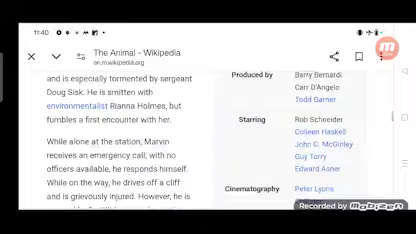 11:40
The Animal - Wikipedia
en.m.wikipedia.org
and is especially tormented by sergeant
Doug Sisk. He is smitten with
environmentalist Rianna Holmes, but
fumbles a first encounter with her.
While alone at the station, Marvin
receives an emergency call; with no
officers available, he responds himself.
While on the way, he drives off a cliff
and is grievously injured. However, he is
Produced by
Barry Bernardi
Carr D'Angelo
Todd Garner
Starring
Rob Schneider
Colleen Haskell
John C. McGinley
Guy Torry
Edward Asner
Cinematography
Peter Lyons
Recorded by Mobizen